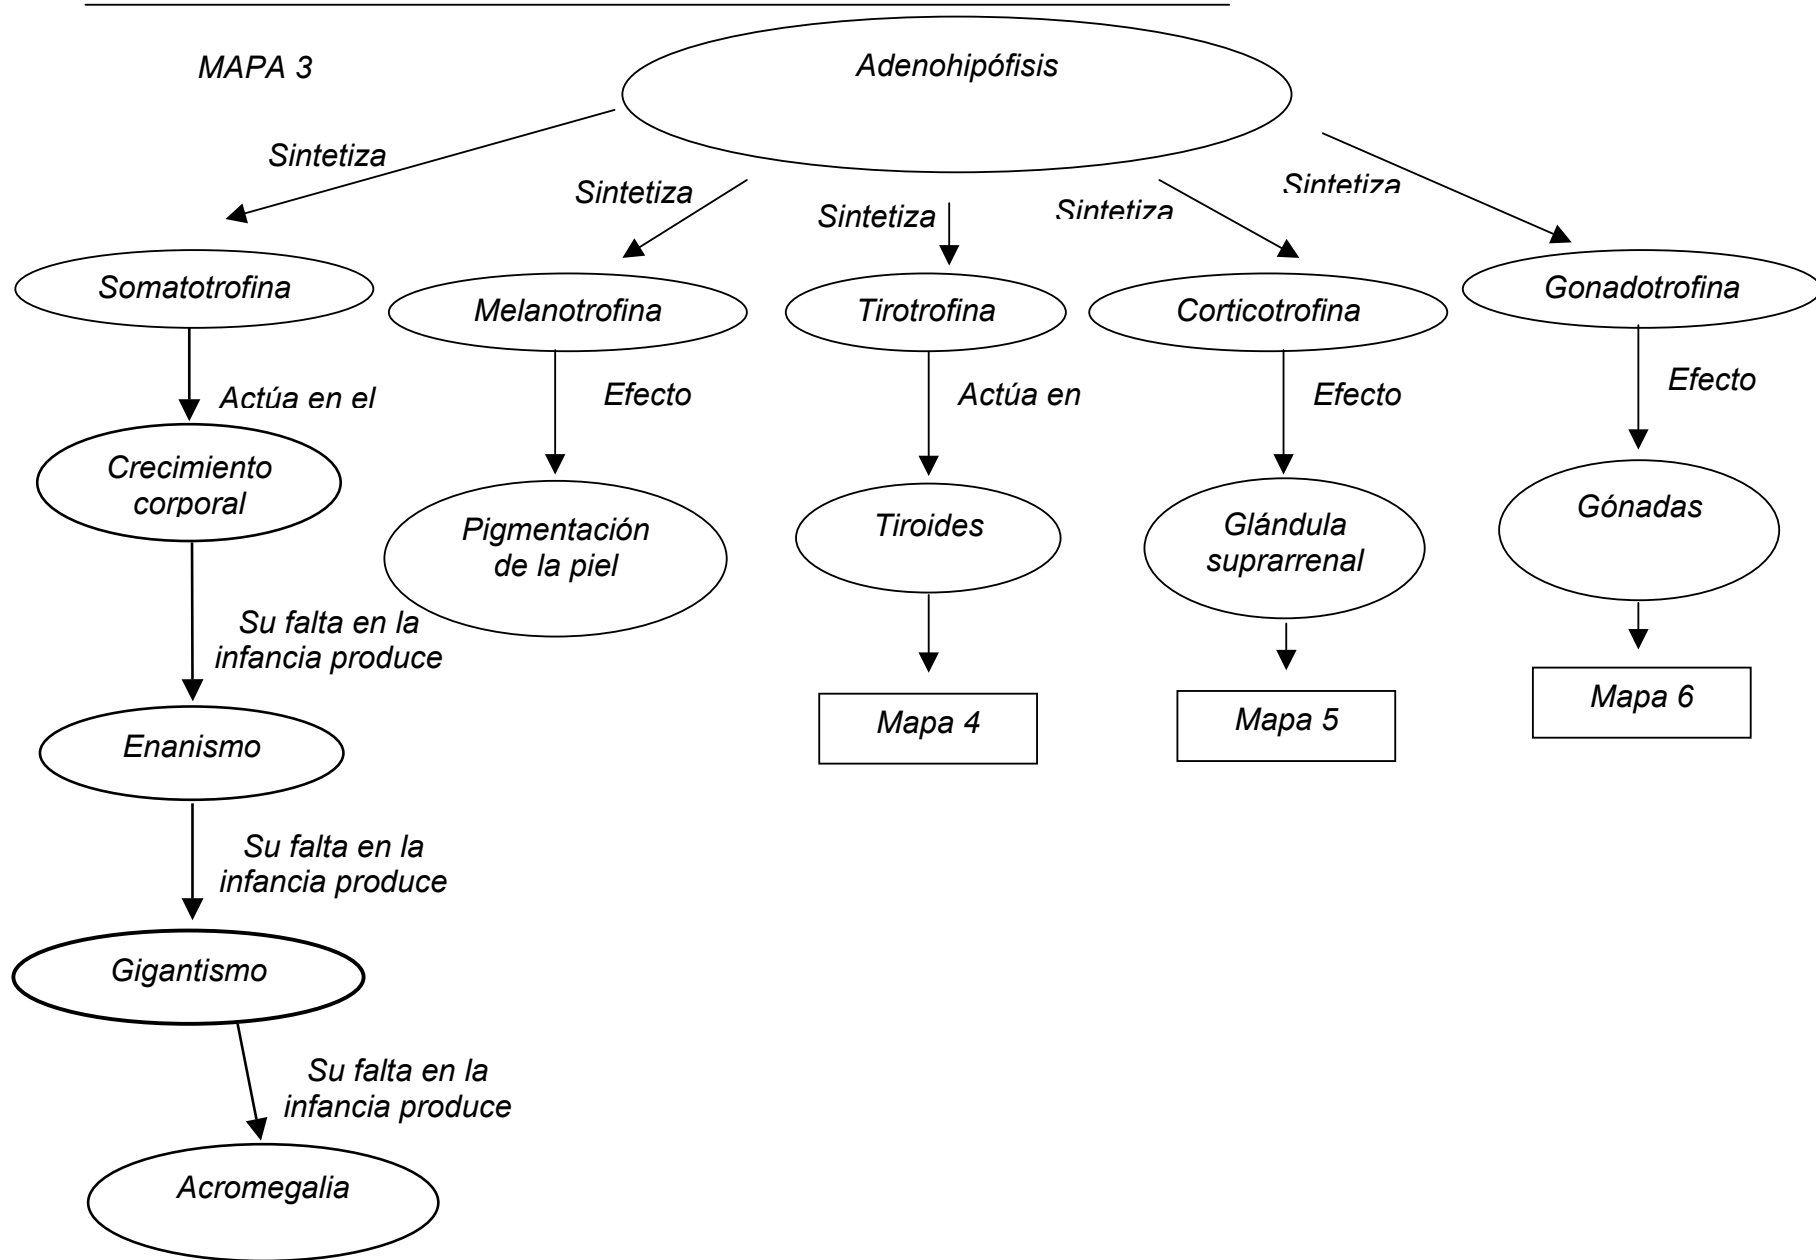 MAPA 3
Adenohipófisis
Sintetiza
Sintetiza
Sintetiza
Sintetiza
Sintetiza
Somatotrofina
Melanotrofina
Tirotrofina
Corticotrofina
Gonadotrofina
Actúa en el
Efecto
Actúa en
Efecto
Efecto
Crecimiento
corporal
Pigmentación
de la piel
Tiroides
Glándula
suprarrenal
Gónadas
Su falta en la
infancia produce
Mapa 4
Mapa 5
Mapa 6
Enanismo
Su falta en la
infancia produce
Gigantismo
Su falta en la
infancia produce
Acromegalia